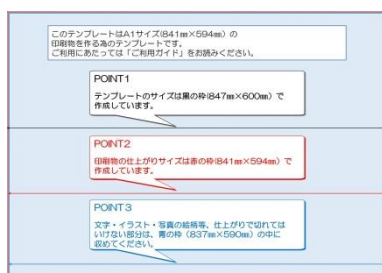 このテンプレートはA1サイズ(841㎜×594㎜)の
印刷物を作る為のテンプレートです。
ご利用にあたっては「ご利用ガイド」をお読みください。
POINT1
テンプレートのサイズは黒の枠(847㎜×600㎜)で
作成しています。
POINT2
印刷物の仕上がりサイズは赤の枠(841㎜×594㎜)で
作成しています。
POINT3
文字・イラスト・写真の絵柄等、仕上がりで切れては
いけない部分は、青の枠(837㎜×590㎜)の中に
収めてください。